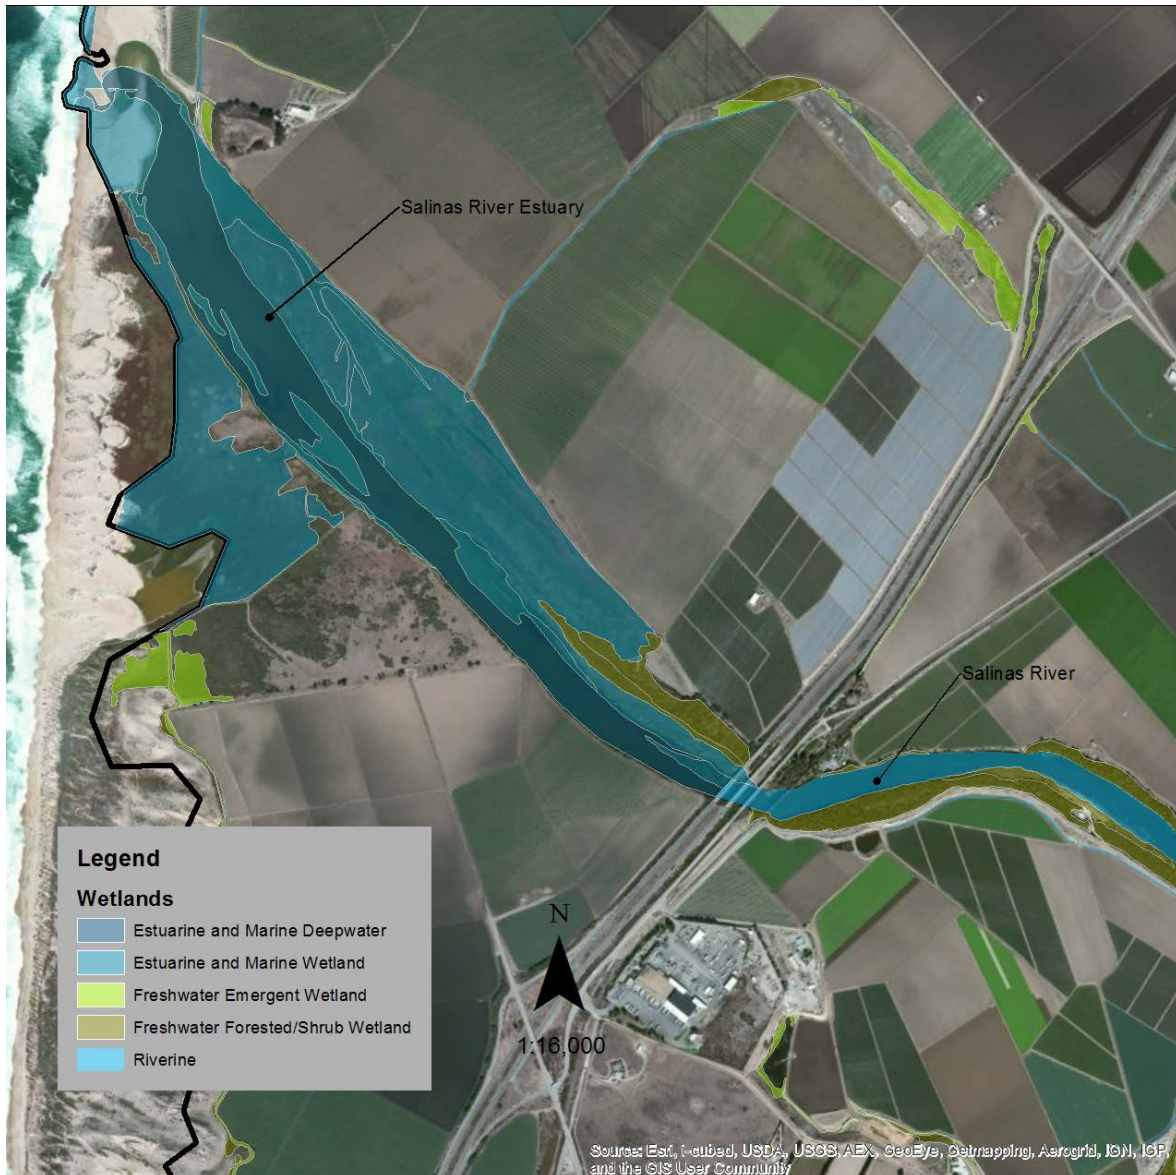 Salinas River Estuary
Salinas River
Legend
Wetlands
Estuarine and Marine Deepwater
Estuarine and Marine Wetland
Freshwater Emergent Wetland
Freshwater Forested/Shrub Wetland
Riverine
N
1:16,000
Source: Esri, i-cubed, USDA, USGS, AEX, GeoEye, Getmapping, Aerogrid, IGN, IGP,
and the GIS User Community